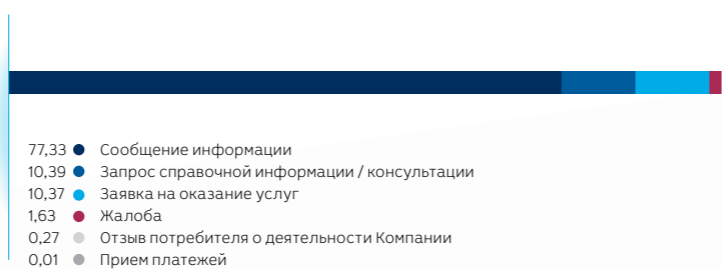 77,33 Сообщение информации
10,39 Запрос справочной информации / консультации
10,37 Заявка на оказание услуг
1,63 Жалоба
0,27 Отзыв потребителя о деятельности Компании
0,01 Прием платежей